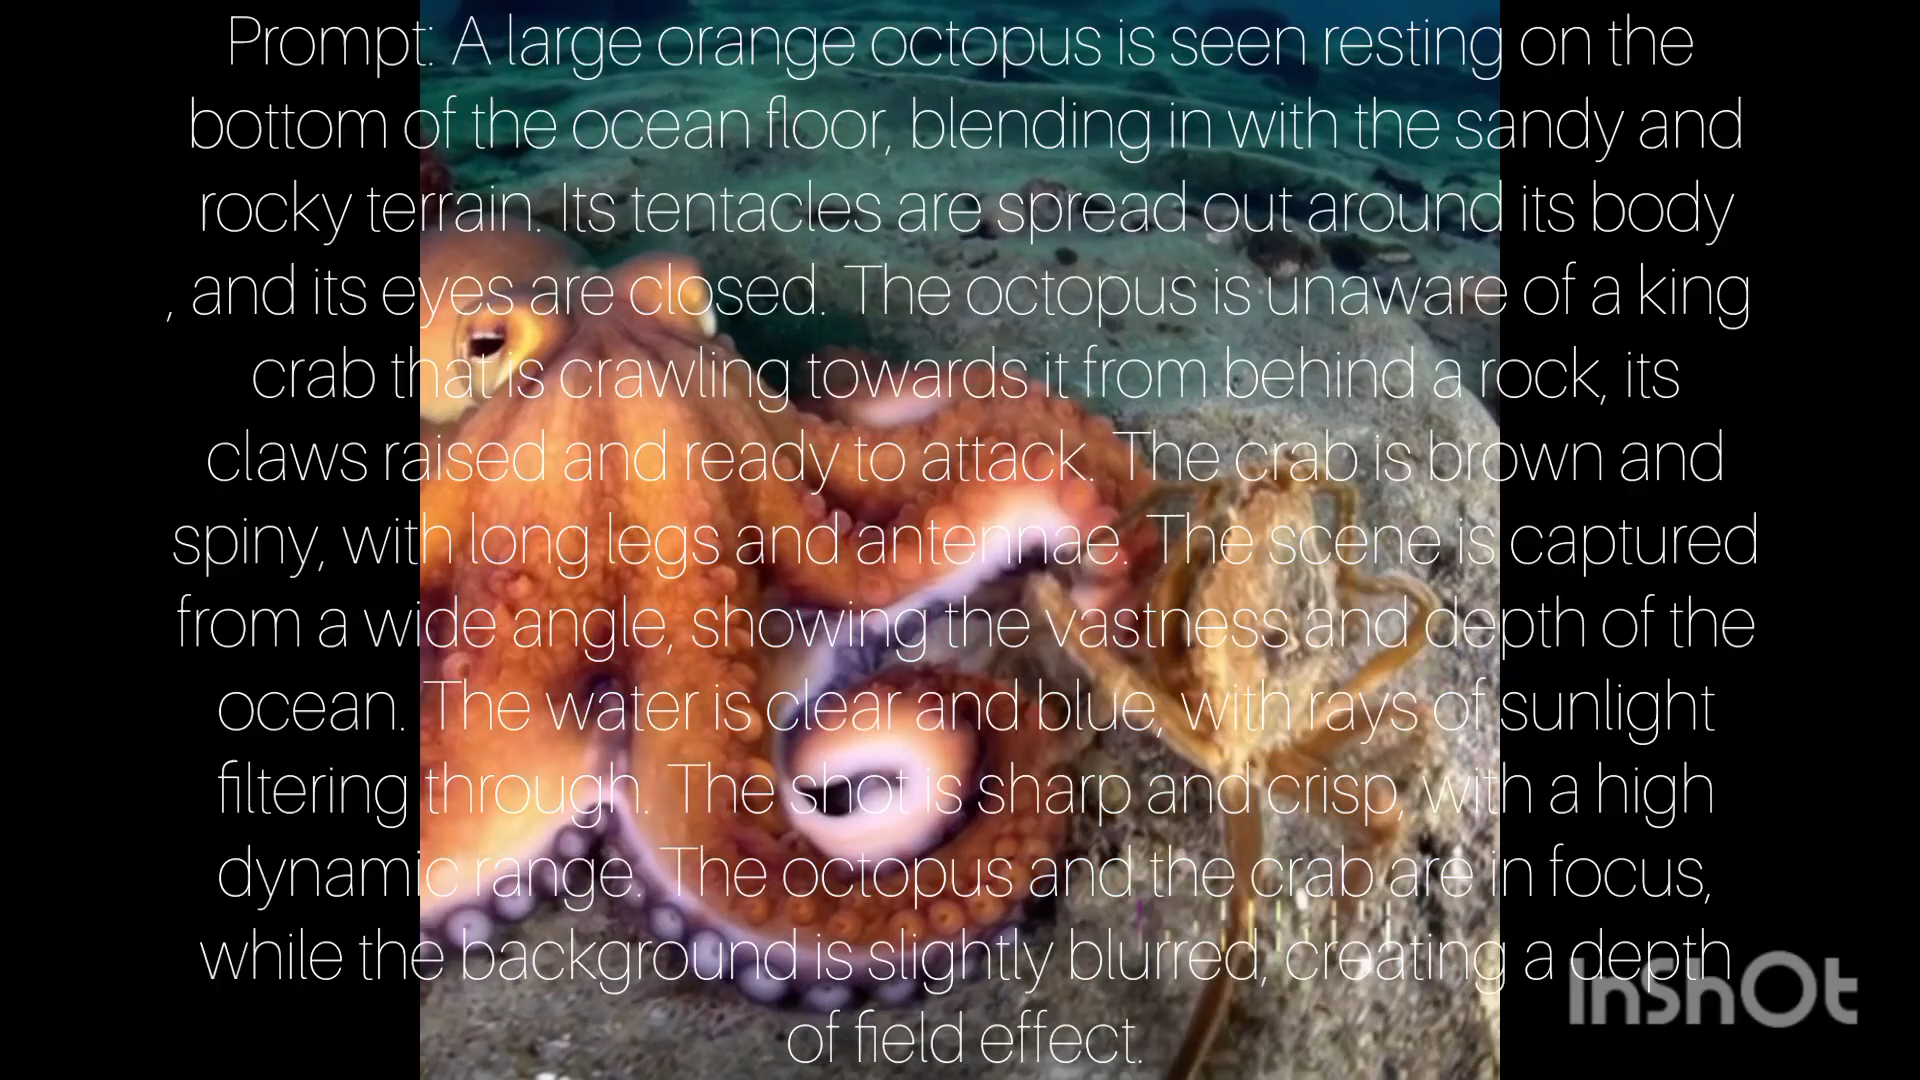 Prompt: A large orange octopus is seen resting on the
bottom of the ocean floor, blending in with the sandy and
rocky terrain. Its tentacles are spread out around its body
, and its eyes are closed. The octopus is unaware of a king
crab that is crawling towards it from behind a rock, its
claws raised and ready to attack. The crab is brown and
spiny, with long legs and antennae. The scene is captured
from a wide angle, showing the vastness and depth of the
ocean. The water is clear and blue, with rays of sunlight
filtering through. The shot is sharp and crisp, with a high
dynamic range. The octopus and the crab are in focus,
while the background is slightly blurred, creating a depth
of field effect.
InShOt